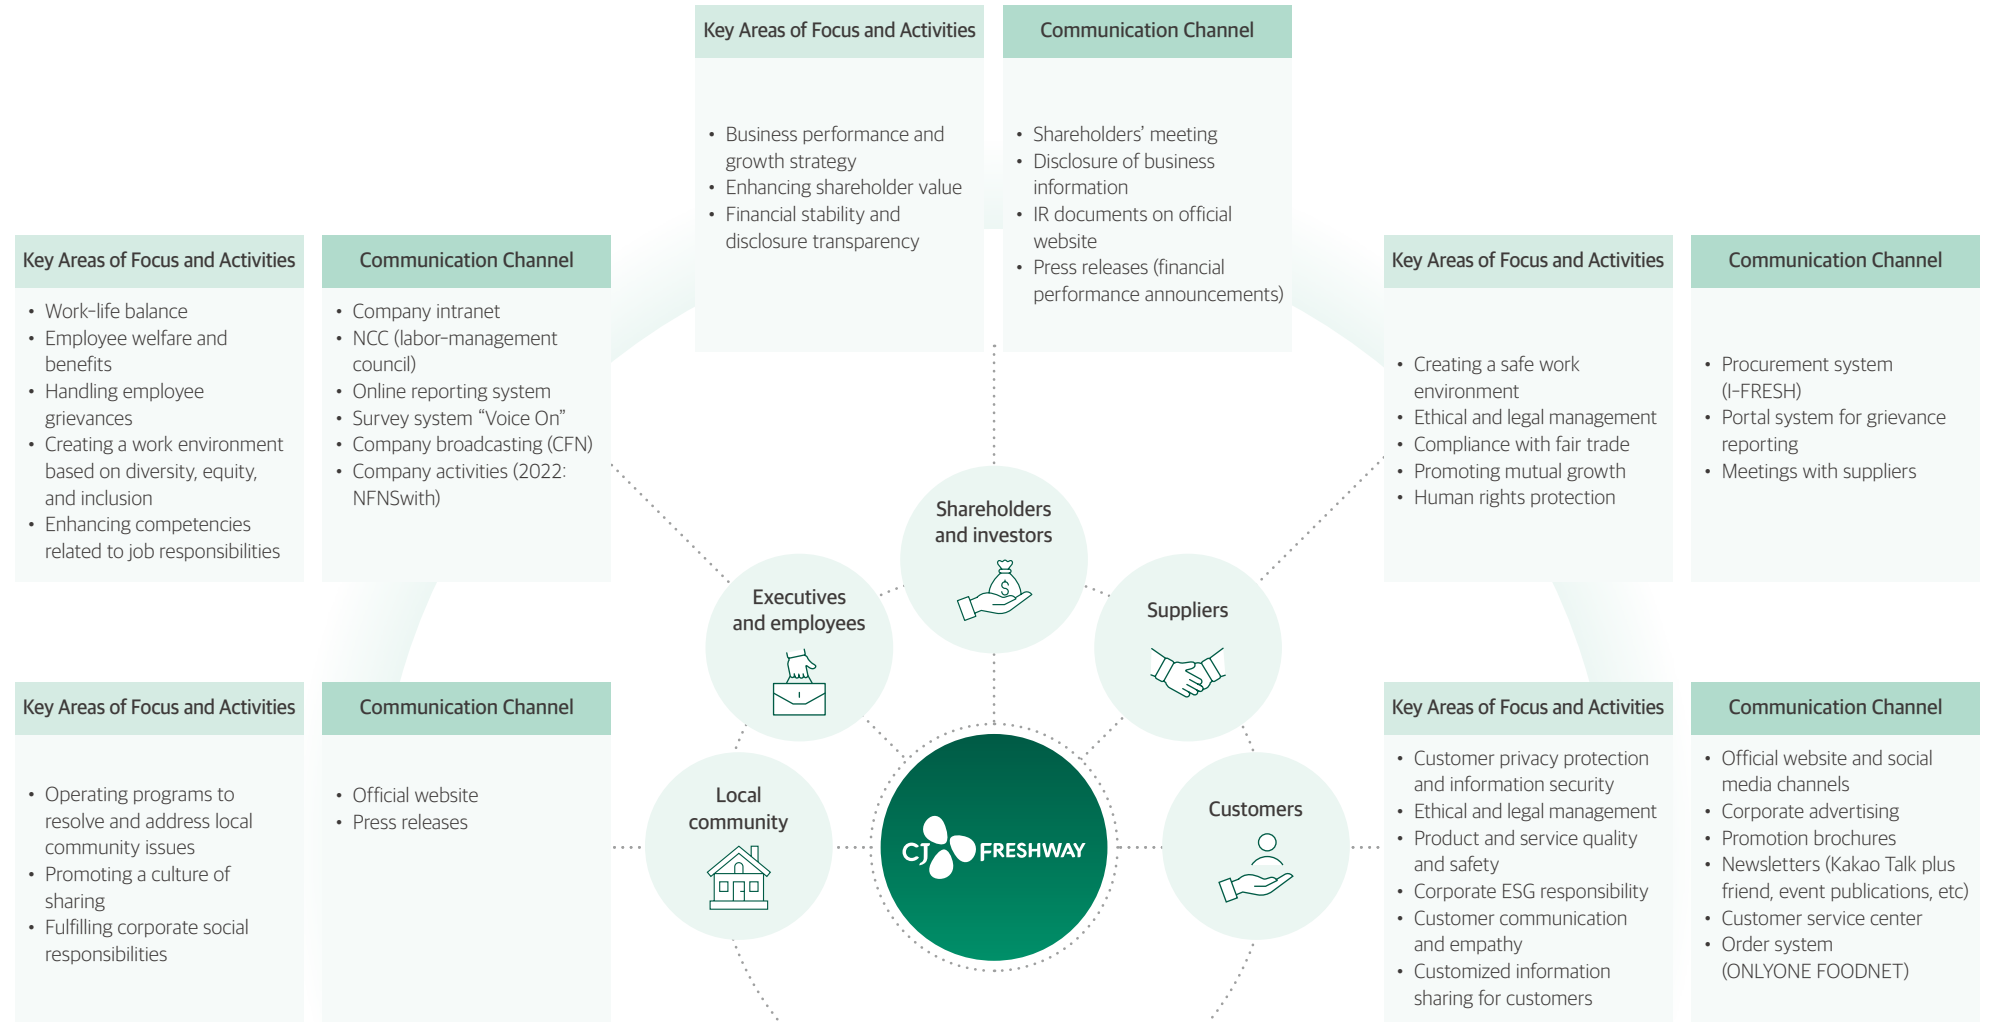 Key Areas of Focus and Activities
Communication Channel
• Business performance and
growth strategy
• Enhancing shareholder value
• Financial stability and
disclosure transparency
• Shareholders’ meeting
• Disclosure of business
information
• IR documents on official
website
• Press releases (financial
performance announcements)
Key Areas of Focus and Activities
Communication Channel
• Work-life balance
• Employee welfare and
benefits
• Handling employee
grievances
• Creating a work environment
based on diversity, equity,
and inclusion
• Enhancing competencies
related to job responsibilities
• Company intranet
• NCC (labor-management
council)
• Online reporting system
• Survey system “Voice On”
• Company broadcasting (CFN)
• Company activities (2022:
NFNSwith)
Key Areas of Focus and Activities
Communication Channel
• Creating a safe work
environment
• Ethical and legal management
• Compliance with fair trade
• Promoting mutual growth
• Human rights protection
• Procurement system
(I-FRESH)
• Portal system for grievance
reporting
• Meetings with suppliers
Shareholders
and investors
$
Executives
and employees
Suppliers
Local
community
Customers
CJ FRESHWAY
Key Areas of Focus and Activities
Communication Channel
• Operating programs to
resolve and address local
community issues
• Promoting a culture of
sharing
• Fulfilling corporate social
responsibilities
• Official website
• Press releases
Key Areas of Focus and Activities
Communication Channel
• Customer privacy protection
and information security
• Ethical and legal management
• Product and service quality
and safety
• Corporate ESG responsibility
• Customer communication
and empathy
• Customized information
sharing for customers
• Official website and social
media channels
• Corporate advertising
• Promotion brochures
• Newsletters (Kakao Talk plus
friend, event publications, etc)
• Customer service center
• Order system
(ONLYONE FOODNET)